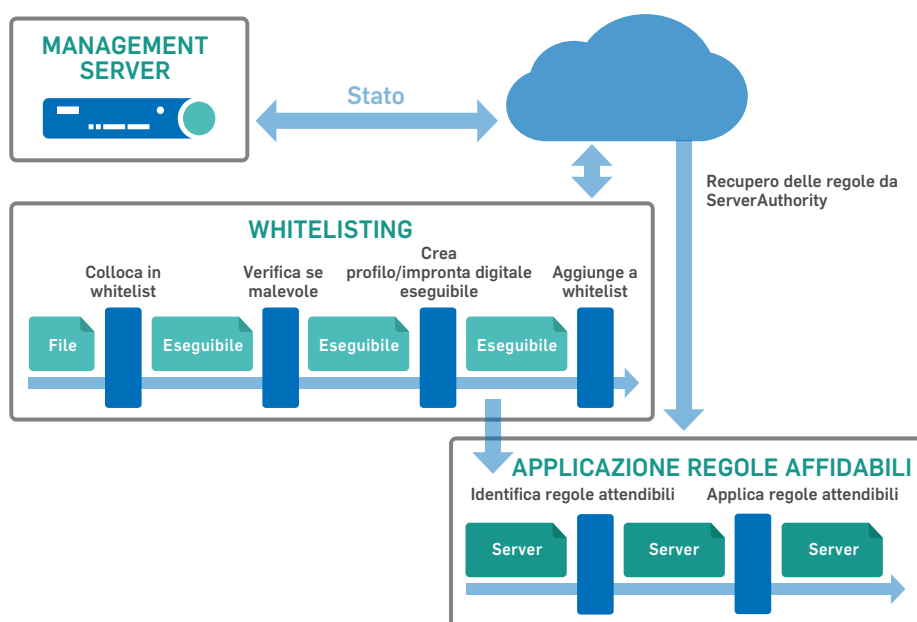 MANAGEMENT
SERVER
Stato
Recupero delle regole da
ServerAuthority
WHITELISTING
Colloca in
whitelist
Verifica se
malevole
Crea
profilo/impronta digitale
eseguibile
Aggiunge a
whitelist
File
Eseguibile
Eseguibile
Eseguibile
APPLICAZIONE REGOLE AFFIDABILI
Identifica regole attendibili
Applica regole attendibili
Server
Server
Server